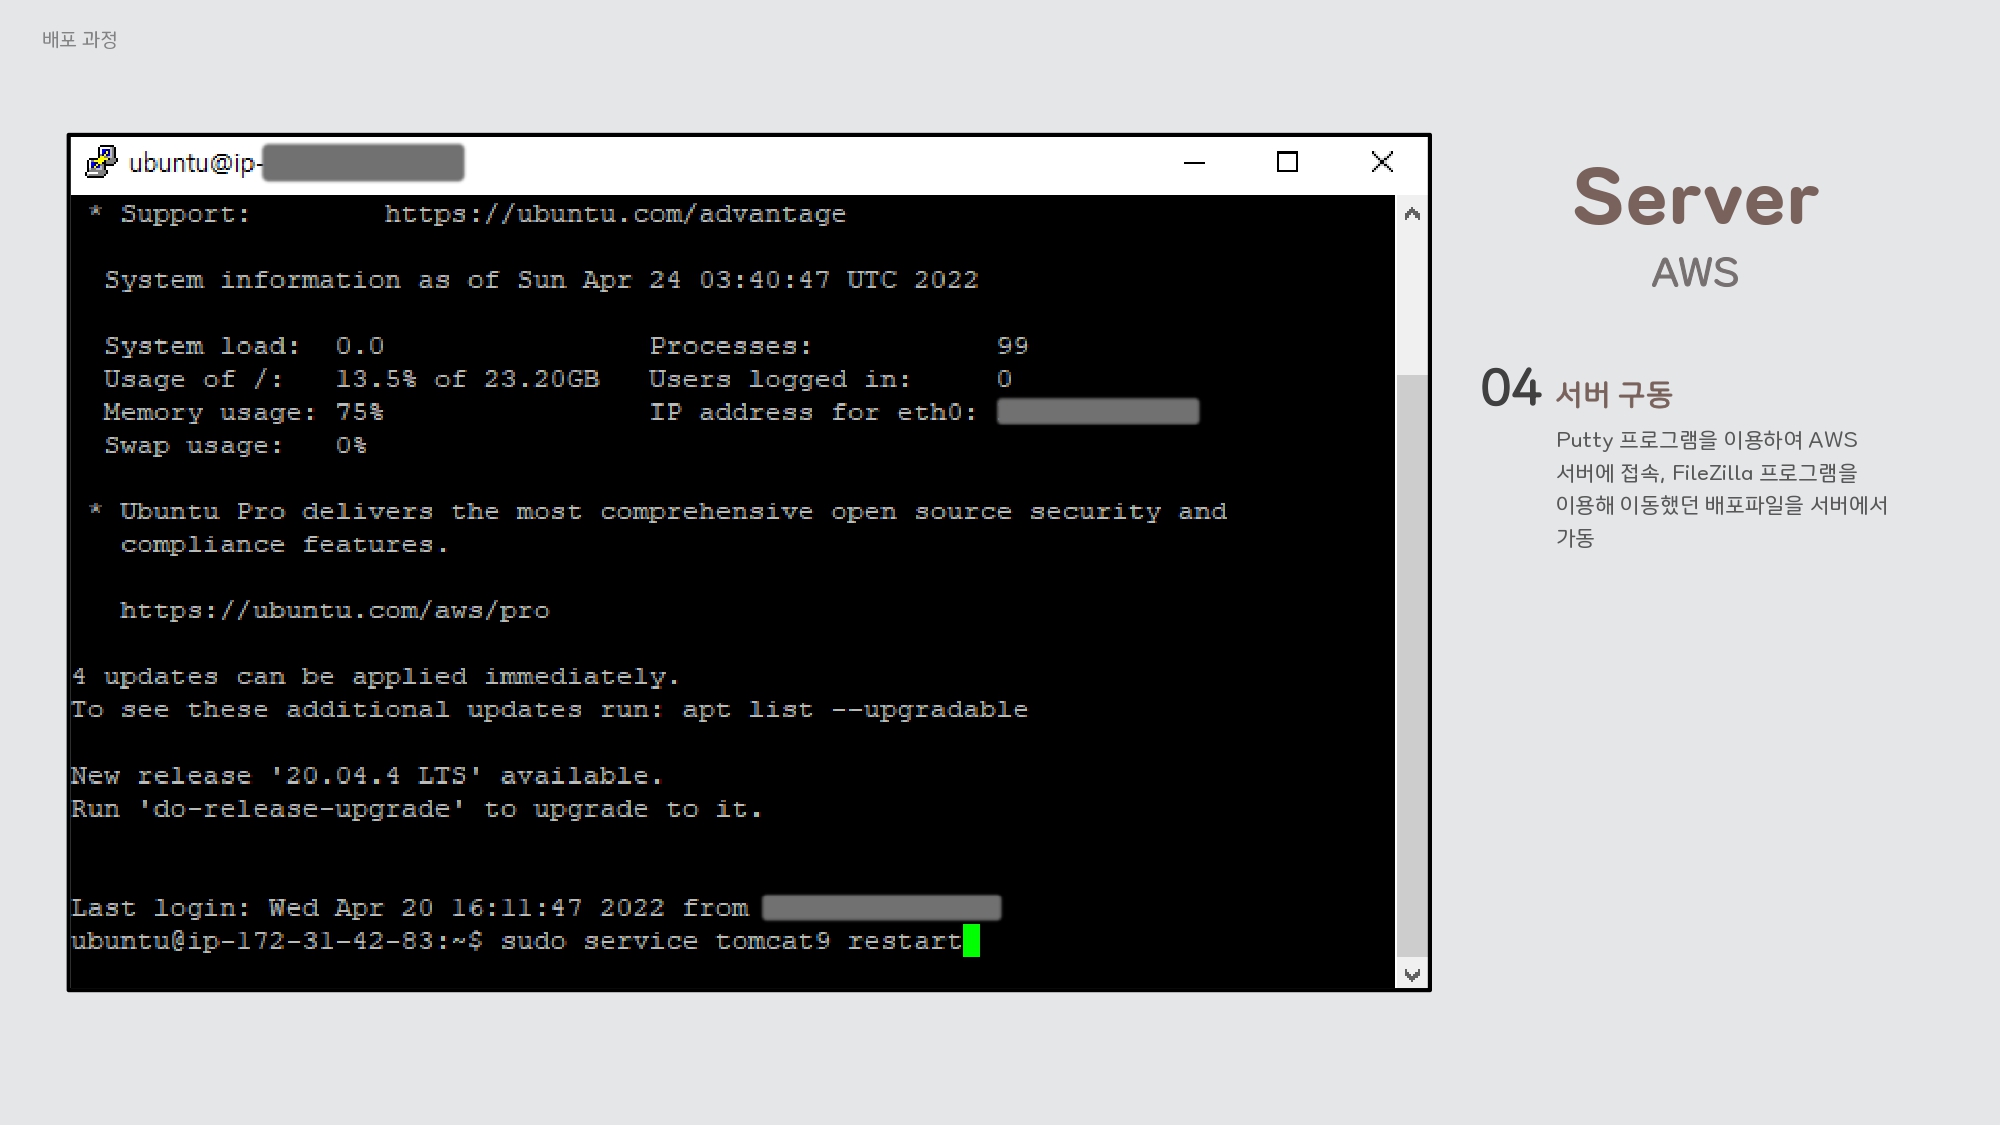 배포 과정
ubuntu@ip-
* Support: https://ubuntu.com/advantage
System information as of Sun Apr 24 03:40:47 UTC 2022
System load: 0.0 Processes: 99
Usage of /: 13.5% of 23.20GB Users logged in: 0
Memory usage: 75% IP address for eth0:
Swap usage: 0%
* Ubuntu Pro delivers the most comprehensive open source security and
compliance features.
https://ubuntu.com/aws/pro
4 updates can be applied immediately.
To see these additional updates run: apt list --upgradable
New release '20.04.4 LTS' available.
Run 'do-release-upgrade' to upgrade to it.
Last login: Wed Apr 20 16:11:47 2022 from
ubuntu@ip-172-31-42-83:~$ sudo service tomcat9 restart
Server
AWS
04 서버 구동
Putty 프로그램을 이용하여 AWS
서버에 접속, FileZilla 프로그램을
이용해 이동했던 배포파일을 서버에서
가동